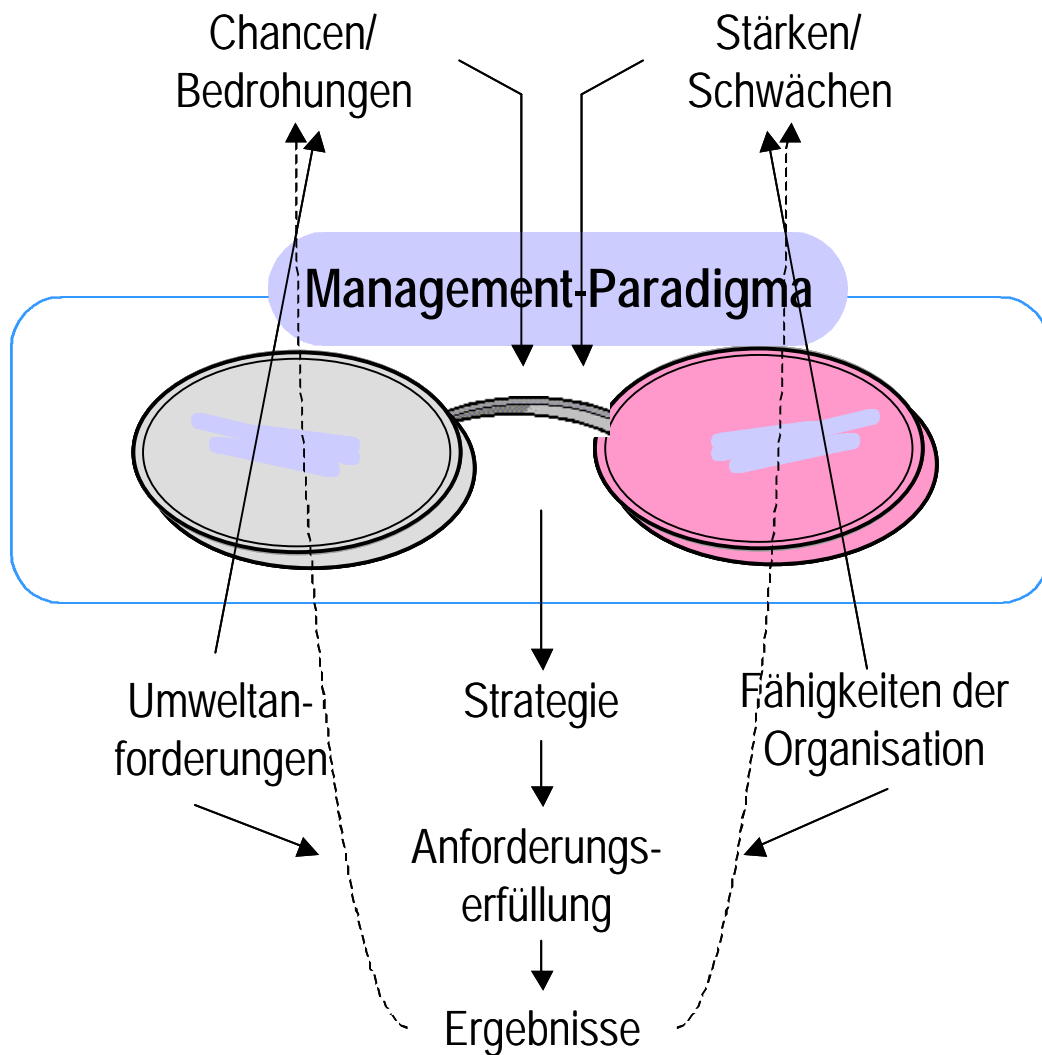 Chancen/
Bedrohungen
Stärken/
Schwächen
Management-Paradigma
Umweltan-
forderungen
Strategie
Fähigkeiten der
Organisation
Anforderungs-
erfüllung
Ergebnisse